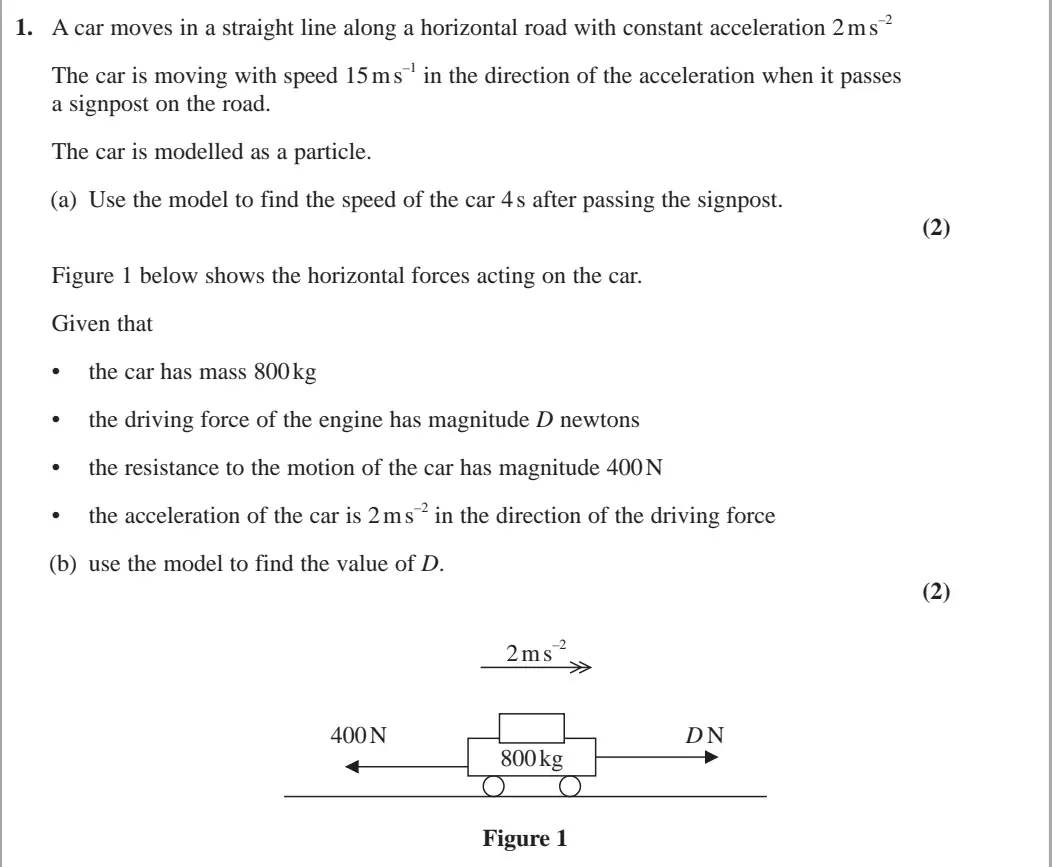 1. A car moves in a straight line along a horizontal road with constant acceleration 2 m s⁻²
The car is moving with speed 15 m s⁻¹ in the direction of the acceleration when it passes
a signpost on the road.
The car is modelled as a particle.
(a) Use the model to find the speed of the car 4 s after passing the signpost.
(2)
Figure 1 below shows the horizontal forces acting on the car.
Given that
• the car has mass 800 kg
• the driving force of the engine has magnitude D newtons
• the resistance to the motion of the car has magnitude 400 N
• the acceleration of the car is 2 m s⁻² in the direction of the driving force
(b) use the model to find the value of D.
(2)
2 m s⁻²
400 N
D N
800 kg
Figure 1